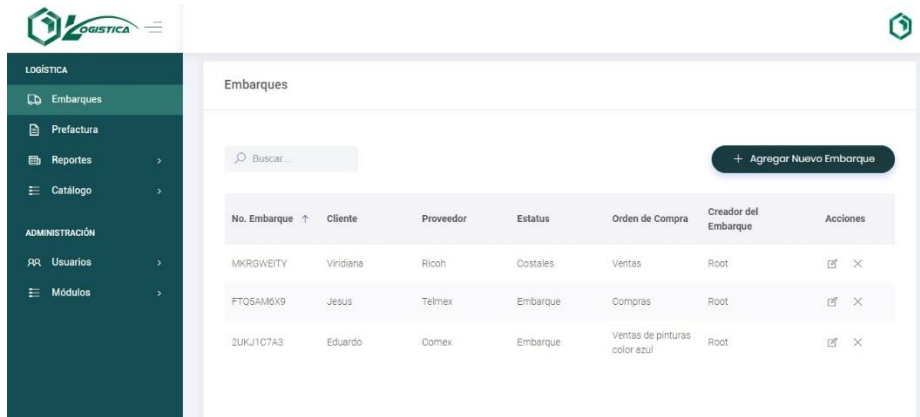 LOGISTICA
LOGÍSTICA
Embarques
Prefactura
Reportes
Catálogo
ADMINISTRACIÓN
Usuarios
Módulos
Embarques
Buscar...
+ Agregar Nuevo Embarque
No. Embarque ↑ Cliente Proveedor Estatus Orden de Compra Creador del Embarque Acciones
MKRGWEITY Viridiana Ricoh Costales Ventas Root
FTQ5AM6X9 Jesus Telmex Embarque Compras Root
2UKJ1C7A3 Eduardo Comex Embarque Ventas de pinturas color azul Root